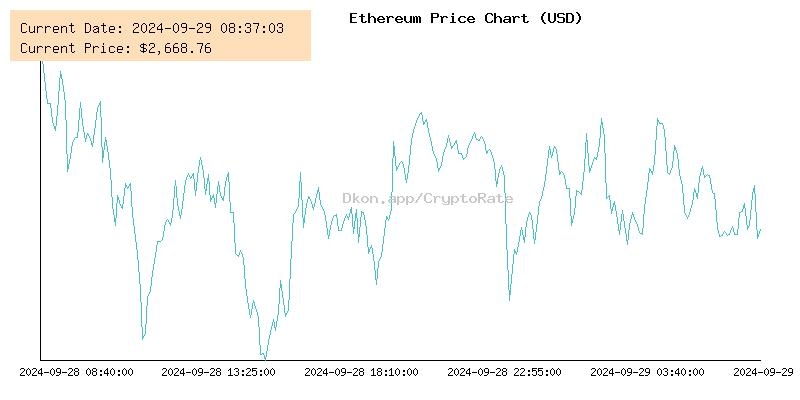 Ethereum Price Chart (USD)
Current Date: 2024-09-29 08:37:03
Current Price: $2,668.76
Dkon.app/CryptoRate
2024-09-28 08:40:00 2024-09-28 13:25:00 2024-09-28 18:10:00 2024-09-28 22:55:00 2024-09-29 03:40:00 2024-09-29